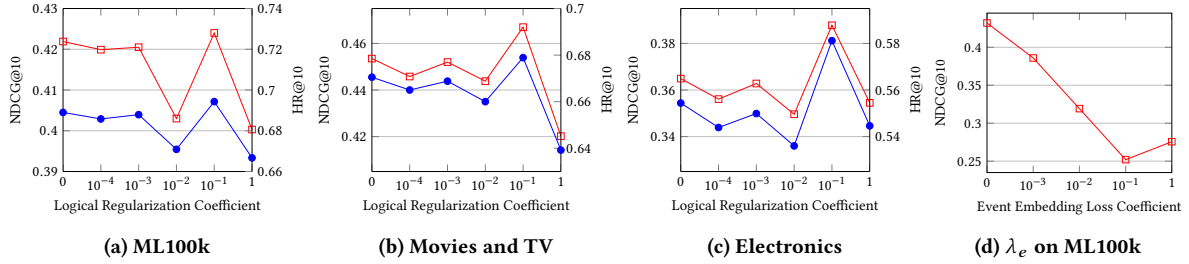 0.43
0.42
0.41
0.4
0.39
NDCG@10
0.74
0.72
0.7
0.68
0.66
HR@10
0 10⁻⁴ 10⁻³ 10⁻² 10⁻¹ 1
Logical Regularization Coefficient
(a) ML100k
0.46
0.44
0.42
NDCG@10
0.7
0.68
0.66
0.64
HR@10
0 10⁻⁴ 10⁻³ 10⁻² 10⁻¹ 1
Logical Regularization Coefficient
(b) Movies and TV
0.38
0.36
0.34
NDCG@10
0.58
0.56
0.54
HR@10
0 10⁻⁴ 10⁻³ 10⁻² 10⁻¹ 1
Logical Regularization Coefficient
(c) Electronics
0.4
0.35
0.3
0.25
NDCG@10
0 10⁻³ 10⁻² 10⁻¹ 1
Event Embedding Loss Coefficient
(d) λₑ on ML100k